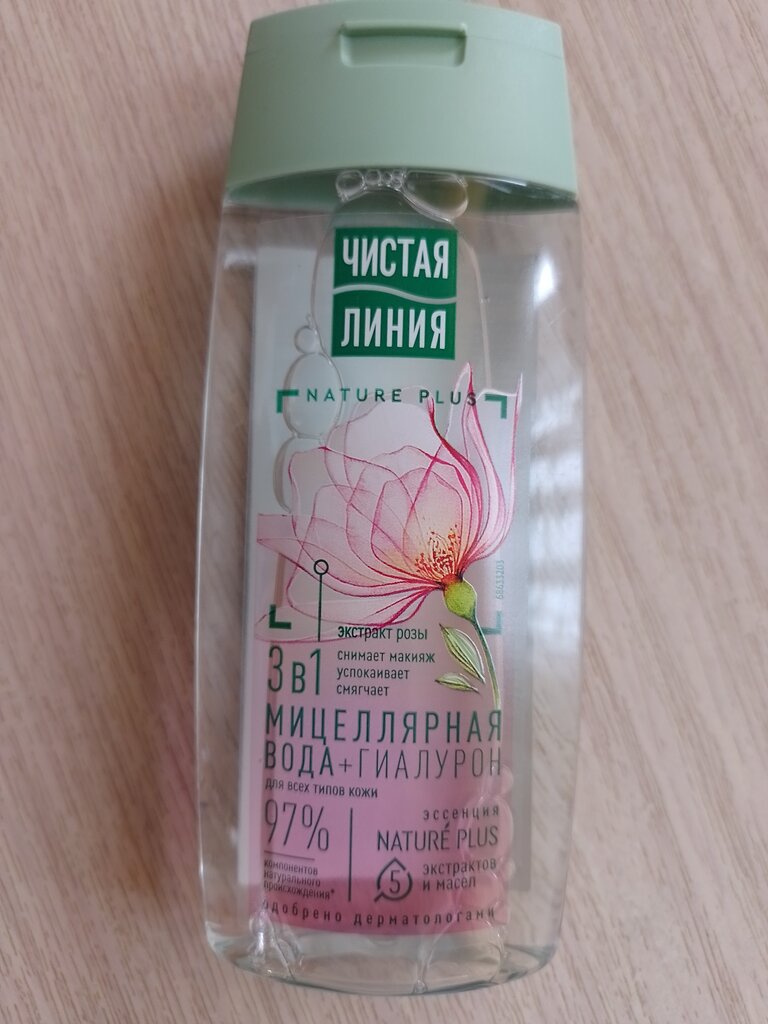 ЧИСТАЯ
ЛИНИЯ
NATURE PLUS
68633203
экстракт розы
3в1
снимает макияж
успокаивает
смягчает
МИЦЕЛЛЯРНАЯ
ВОДА+ГИАЛУРОН
для всех типов кожи
97%
компонентов
натурального
происхождения*
эссенция
NATURÉ PLUS
5
экстрактов
и масел
одобрено дерматологами